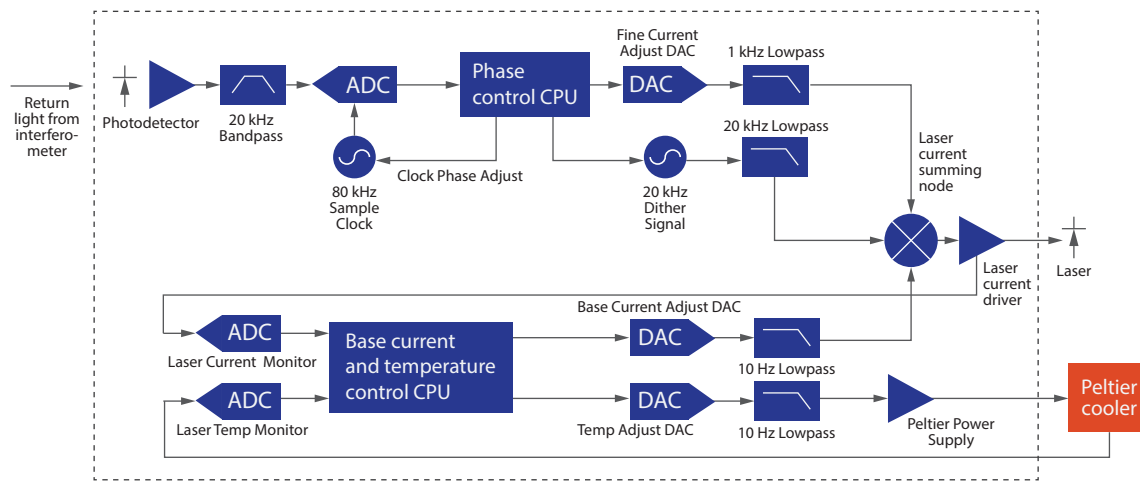 Return
light from
interfero-
meter
Photodetector
20 kHz
Bandpass
ADC
80 kHz
Sample
Clock
Clock Phase Adjust
Phase
control CPU
Fine Current
Adjust DAC
DAC
1 kHz Lowpass
20 kHz
Dither
Signal
20 kHz Lowpass
Laser
current
summing
node
Laser
current
driver
Laser
ADC
Laser Current Monitor
ADC
Laser Temp Monitor
Base current
and temperature
control CPU
Base Current Adjust DAC
DAC
10 Hz Lowpass
DAC
Temp Adjust DAC
10 Hz Lowpass
Peltier Power
Supply
Peltier
cooler